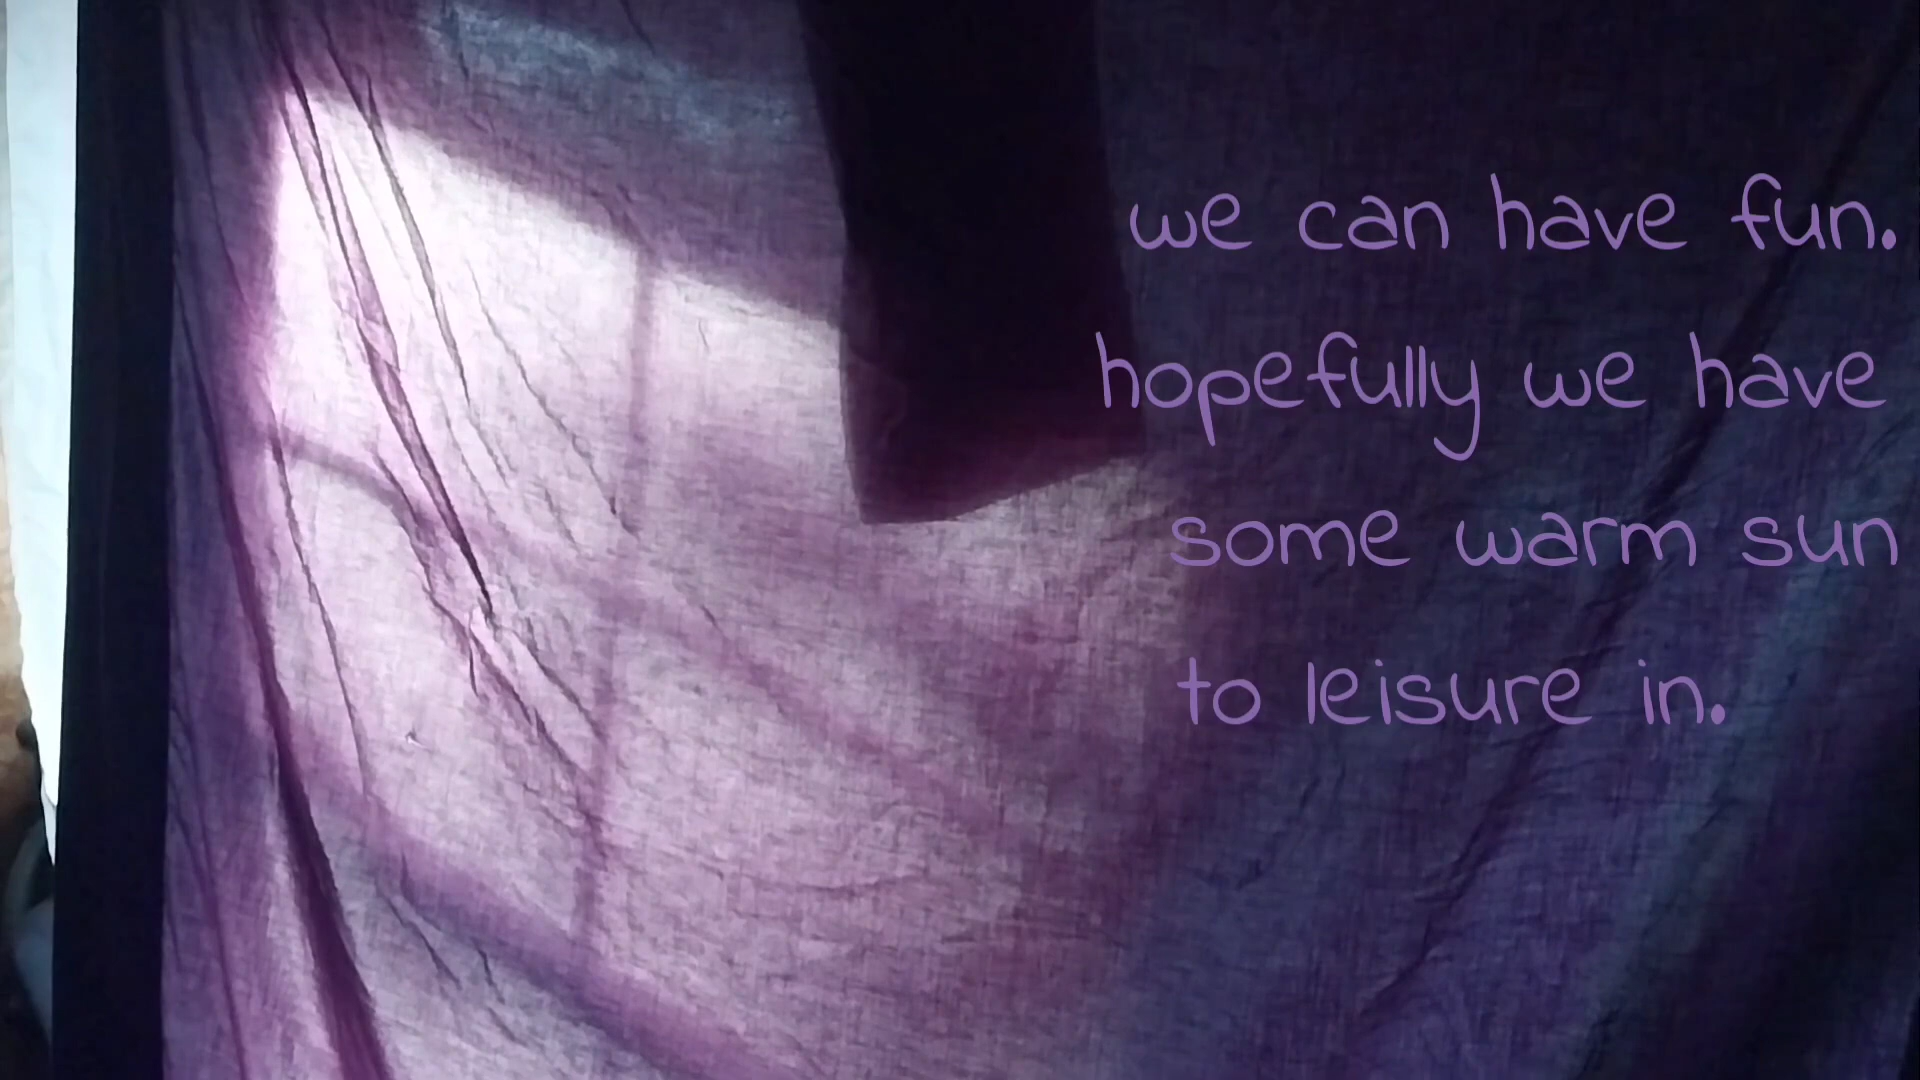 we can have fun.
hopefully we have
some warm sun
to leisure in.